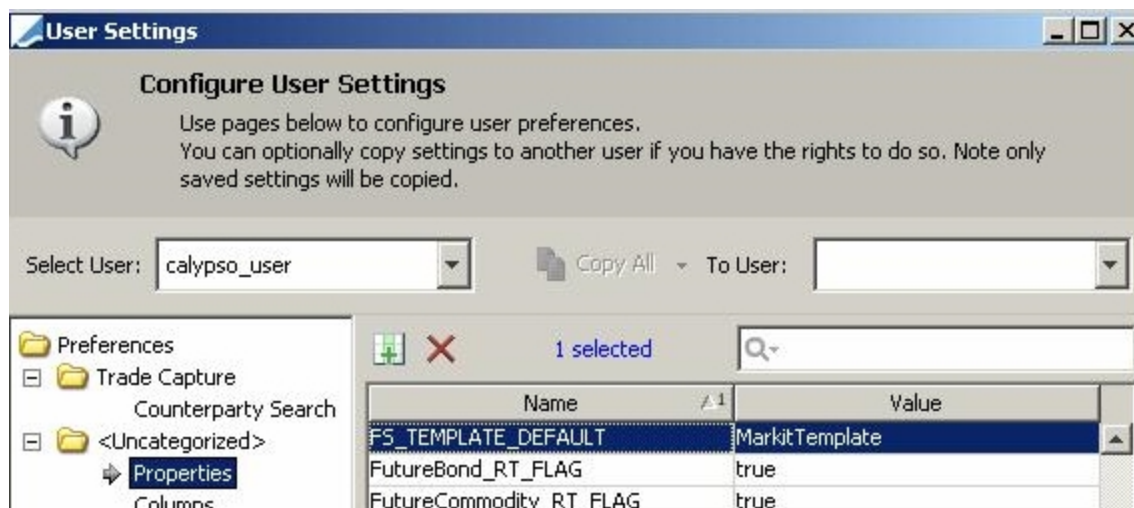 User Settings
Configure User Settings
Use pages below to configure user preferences.
You can optionally copy settings to another user if you have the rights to do so. Note only
saved settings will be copied.
Select User: calypso_user Copy All To User:
Preferences
Trade Capture
Counterparty Search
<Uncategorized>
Properties
Columns
1 selected
Name 1 Value
FS_TEMPLATE_DEFAULT MarkitTemplate
FutureBond_RT_FLAG true
FutureCommodity_RT_FLAG true